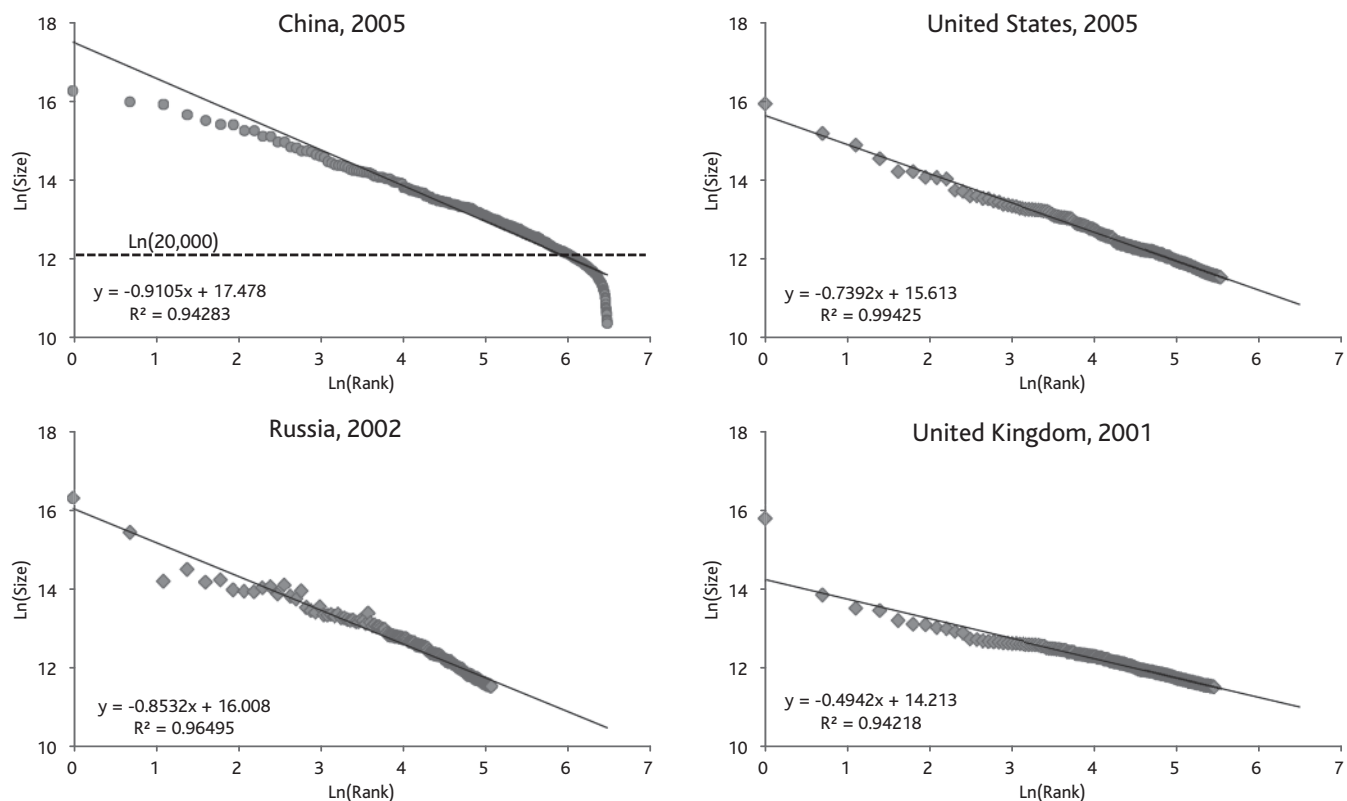 China, 2005
18
16
14
12
10
Ln(Size)
Ln(20,000)
y = -0.9105x + 17.478
R² = 0.94283
0 1 2 3 4 5 6 7
Ln(Rank)
United States, 2005
18
16
14
12
10
Ln(Size)
y = -0.7392x + 15.613
R² = 0.99425
0 1 2 3 4 5 6 7
Ln(Rank)
Russia, 2002
18
16
14
12
10
Ln(Size)
y = -0.8532x + 16.008
R² = 0.96495
0 1 2 3 4 5 6 7
Ln(Rank)
United Kingdom, 2001
18
16
14
12
10
Ln(Size)
y = -0.4942x + 14.213
R² = 0.94218
0 1 2 3 4 5 6 7
Ln(Rank)